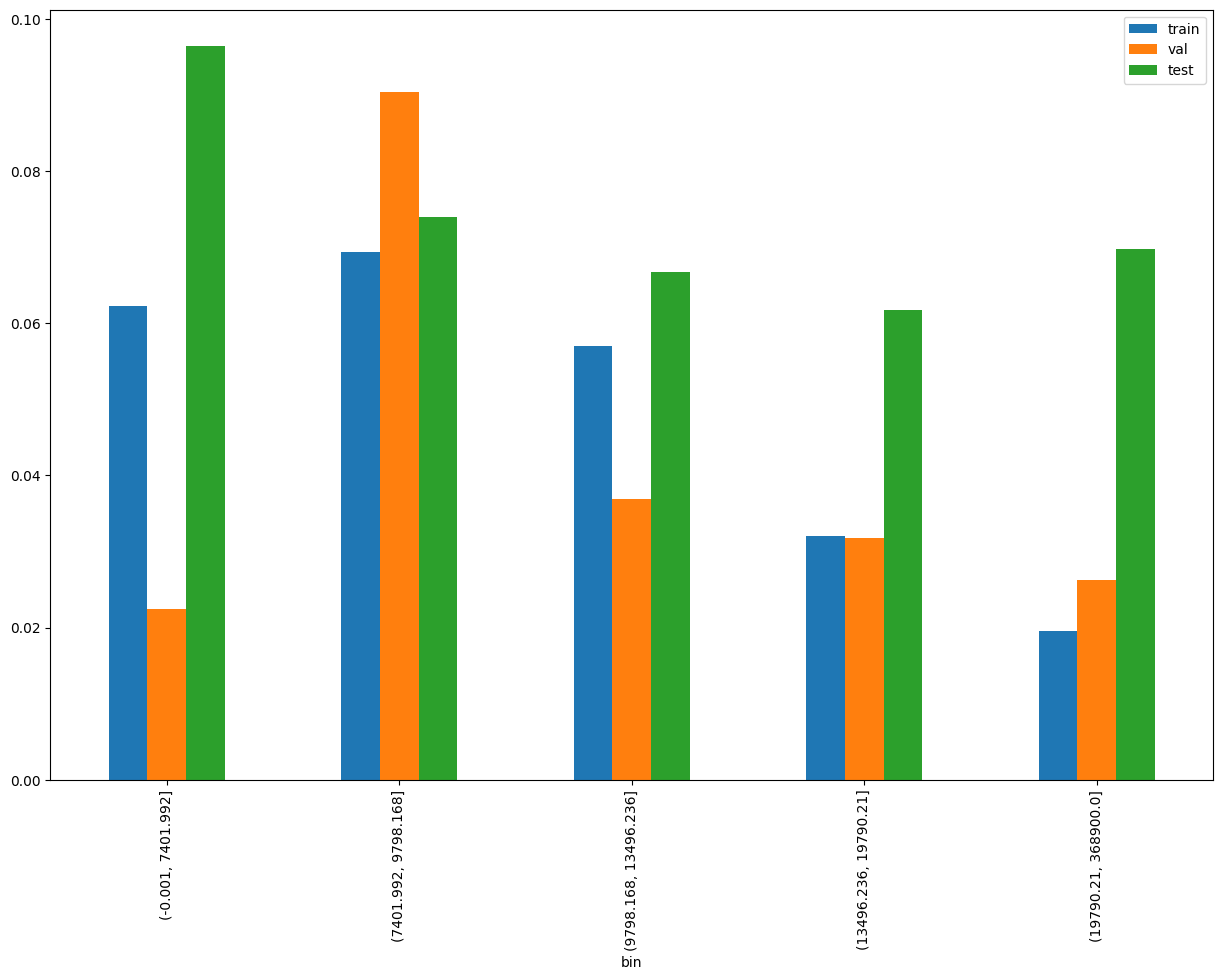 0.10
0.08
0.06
0.04
0.02
0.00
train
val
test
(-0.001, 7401.992]
(7401.992, 9798.168]
(9798.168, 13496.236]
(13496.236, 19790.21]
(19790.21, 368900.0]
bin